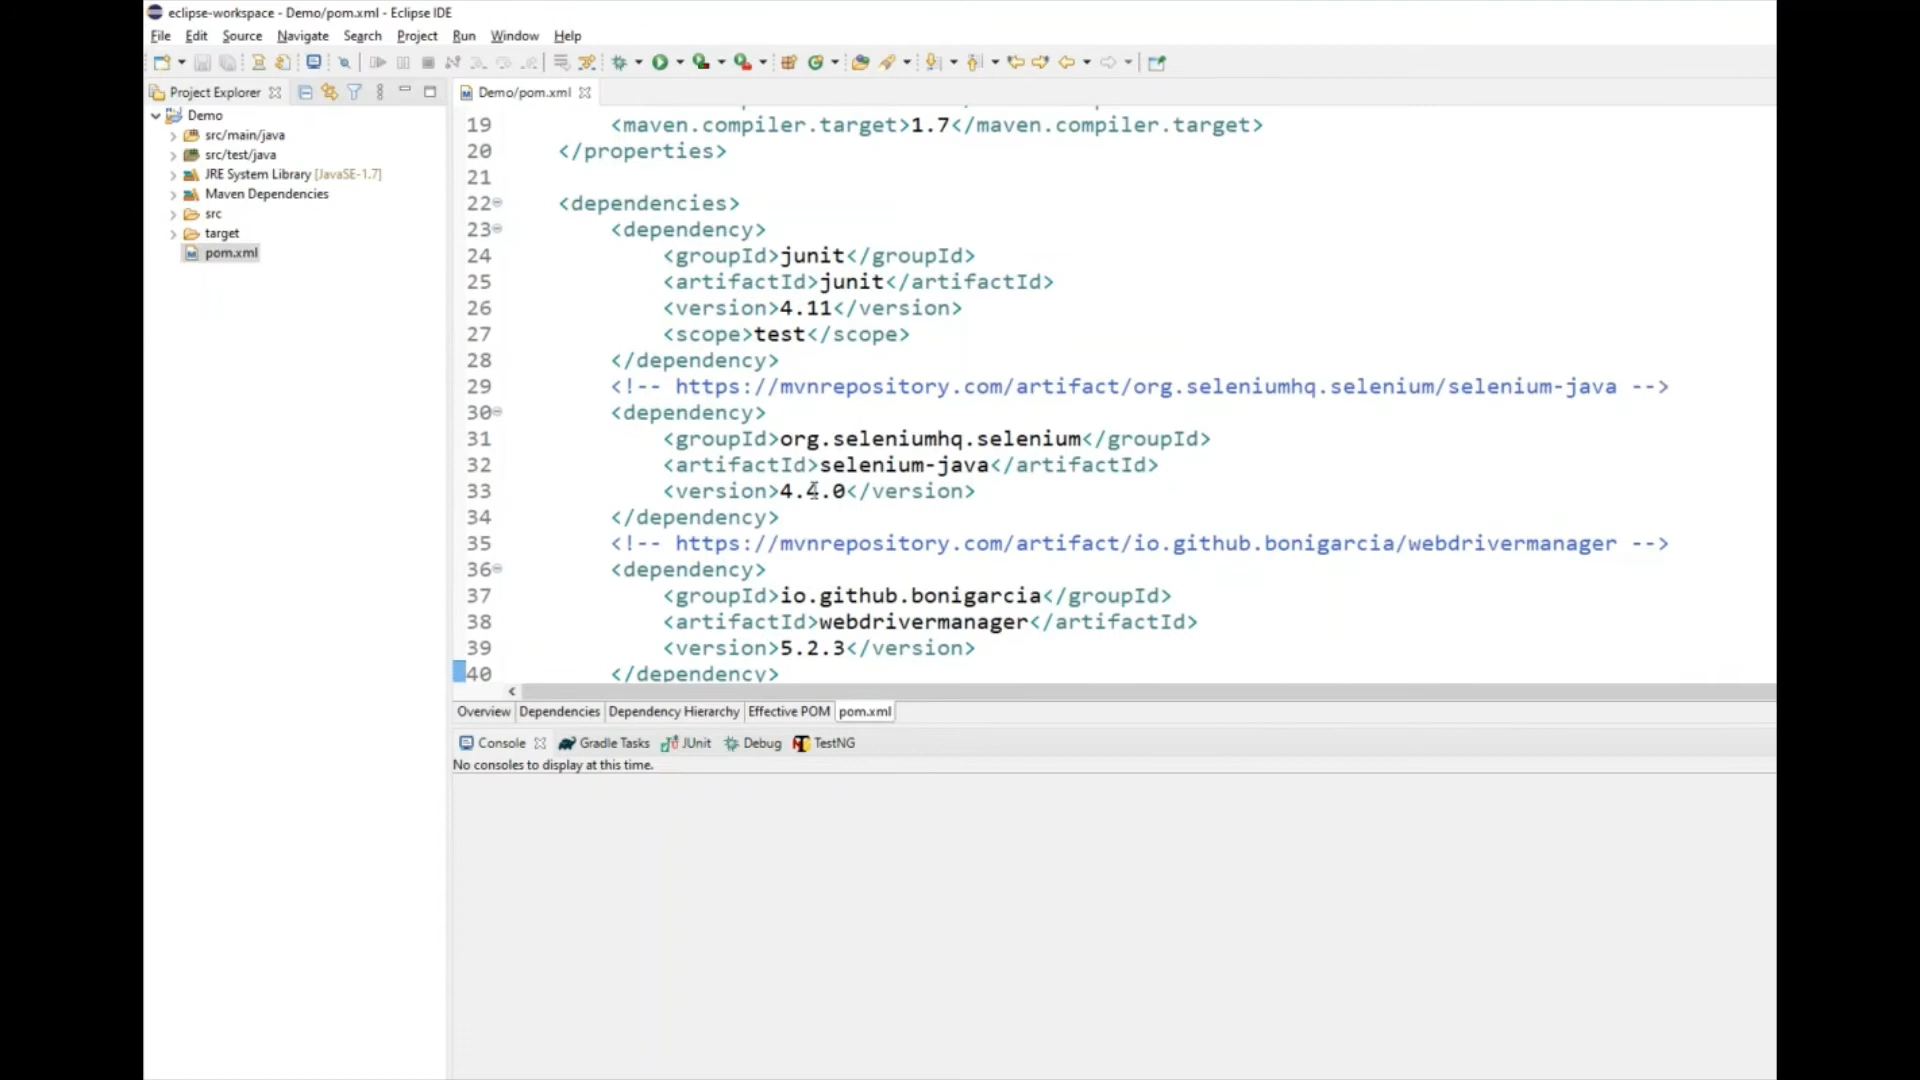 eclipse-workspace - Demo/pom.xml - Eclipse IDE
File Edit Source Navigate Search Project Run Window Help
Project Explorer
Demo
src/main/java
src/test/java
JRE System Library [JavaSE-1.7]
Maven Dependencies
src
target
pom.xml
Demo/pom.xml
19 <maven.compiler.target>1.7</maven.compiler.target>
20 </properties>
21
22 <dependencies>
23 <dependency>
24 <groupId>junit</groupId>
25 <artifactId>junit</artifactId>
26 <version>4.11</version>
27 <scope>test</scope>
28 </dependency>
29 <!-- https://mvnrepository.com/artifact/org.seleniumhq.selenium/selenium-java -->
30 <dependency>
31 <groupId>org.seleniumhq.selenium</groupId>
32 <artifactId>selenium-java</artifactId>
33 <version>4.4.0</version>
34 </dependency>
35 <!-- https://mvnrepository.com/artifact/io.github.bonigarcia/webdrivermanager -->
36 <dependency>
37 <groupId>io.github.bonigarcia</groupId>
38 <artifactId>webdrivermanager</artifactId>
39 <version>5.2.3</version>
40 </dependency>
Overview Dependencies Dependency Hierarchy Effective POM pom.xml
Console Gradle Tasks JUnit Debug TestNG
No consoles to display at this time.